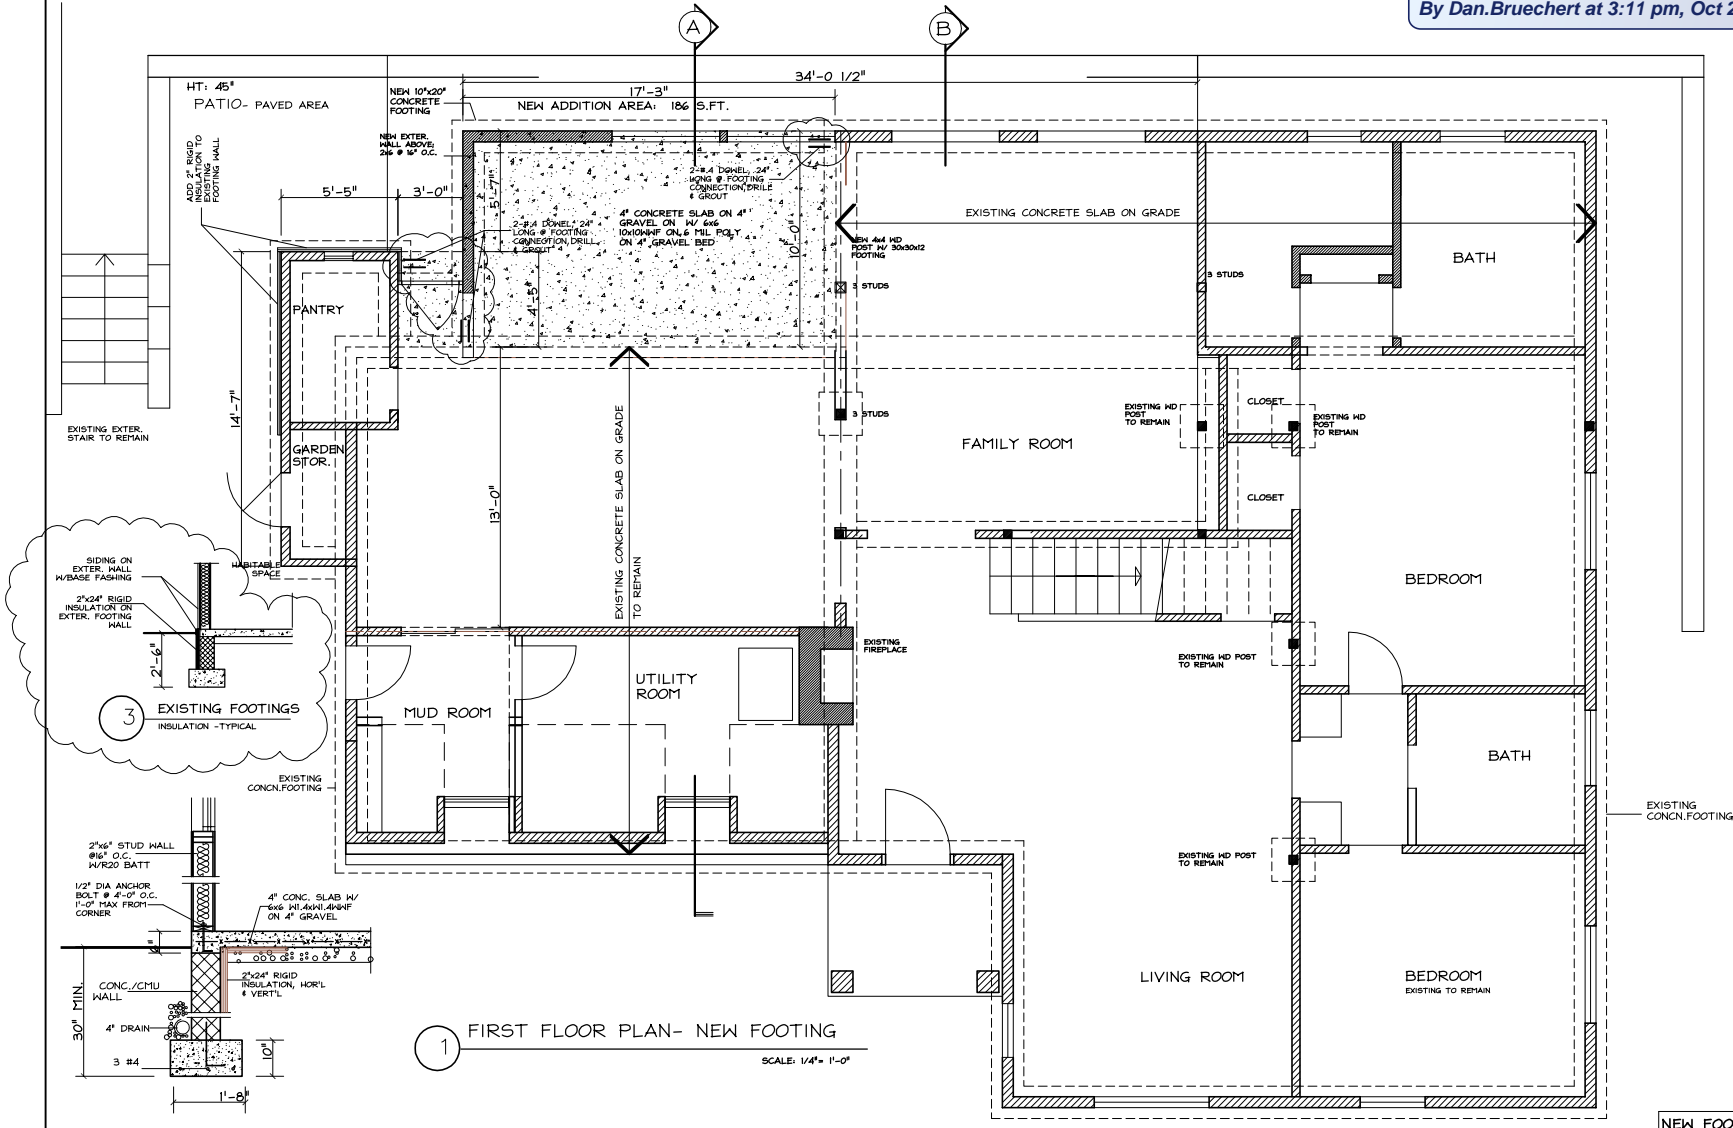 By Dan.Bruechert at 3:11 pm, Oct 2
A
B
34'-0 1/2"
17'-3"
HT: 45"
PATIO- PAVED AREA
NEW 10"x20"
CONCRETE
FOOTING
NEW ADDITION AREA: 186 S.FT.
NEW EXTER.
WALL ABOVE:
2x6 @ 16" O.C.
ADD 2" RIGID
INSULATION TO
EXISTING
FOOTING WALL
5'-5"
3'-0"
5'-7"
2-#.4 DOWEL, 24"
LONG @ FOOTING
CONNECTION,DRILL
& GROUT
2-#.4 DOWEL, 24"
LONG @ FOOTING
CONNECTION,DRILL
& GROUT
4" CONCRETE SLAB ON 4"
GRAVEL ON W/ 6x6
10x10WWF ON,6 MIL POLY
ON 4" GRAVEL BED
10'-0"
4'-5"
EXISTING CONCRETE SLAB ON GRADE
NEW 4x4 WD
POST W/ 30x30x12
FOOTING
3 STUDS
3 STUDS
BATH
PANTRY
14'-7"
EXISTING EXTER.
STAIR TO REMAIN
GARDEN
STOR.
13'-0"
EXISTING CONCRETE SLAB ON GRADE
TO REMAIN
3 STUDS
FAMILY ROOM
EXISTING WD
POST
TO REMAIN
CLOSET
EXISTING WD
POST
TO REMAIN
CLOSET
BEDROOM
HABITABLE
SPACE
SIDING ON
EXTER. WALL
W/BASE FASHING
2"x24" RIGID
INSULATION ON
EXTER. FOOTING
WALL
2'-6"
3
EXISTING FOOTINGS
INSULATION -TYPICAL
EXISTING
FIREPLACE
EXISTING WD POST
TO REMAIN
UTILITY
ROOM
MUD ROOM
BATH
EXISTING
CONCN.FOOTING
EXISTING
CONCN.FOOTING
2"x6" STUD WALL
@16" O.C.
W/R20 BATT
1/2" DIA ANCHOR
BOLT @ 4'-0" O.C.
1'-0" MAX FROM
CORNER
4" CONC. SLAB W/
6x6 W1.4xW1.4WWF
ON 4" GRAVEL
6"
2"x24" RIGID
INSULATION, HOR'L
& VERT'L
CONC./CMU
WALL
30" MIN.
4" DRAIN
3 #4
10"
1'-8"
EXISTING WD POST
TO REMAIN
LIVING ROOM
BEDROOM
EXISTING TO REMAIN
1
FIRST FLOOR PLAN- NEW FOOTING
SCALE: 1/4"= 1'-0"
NEW FOO